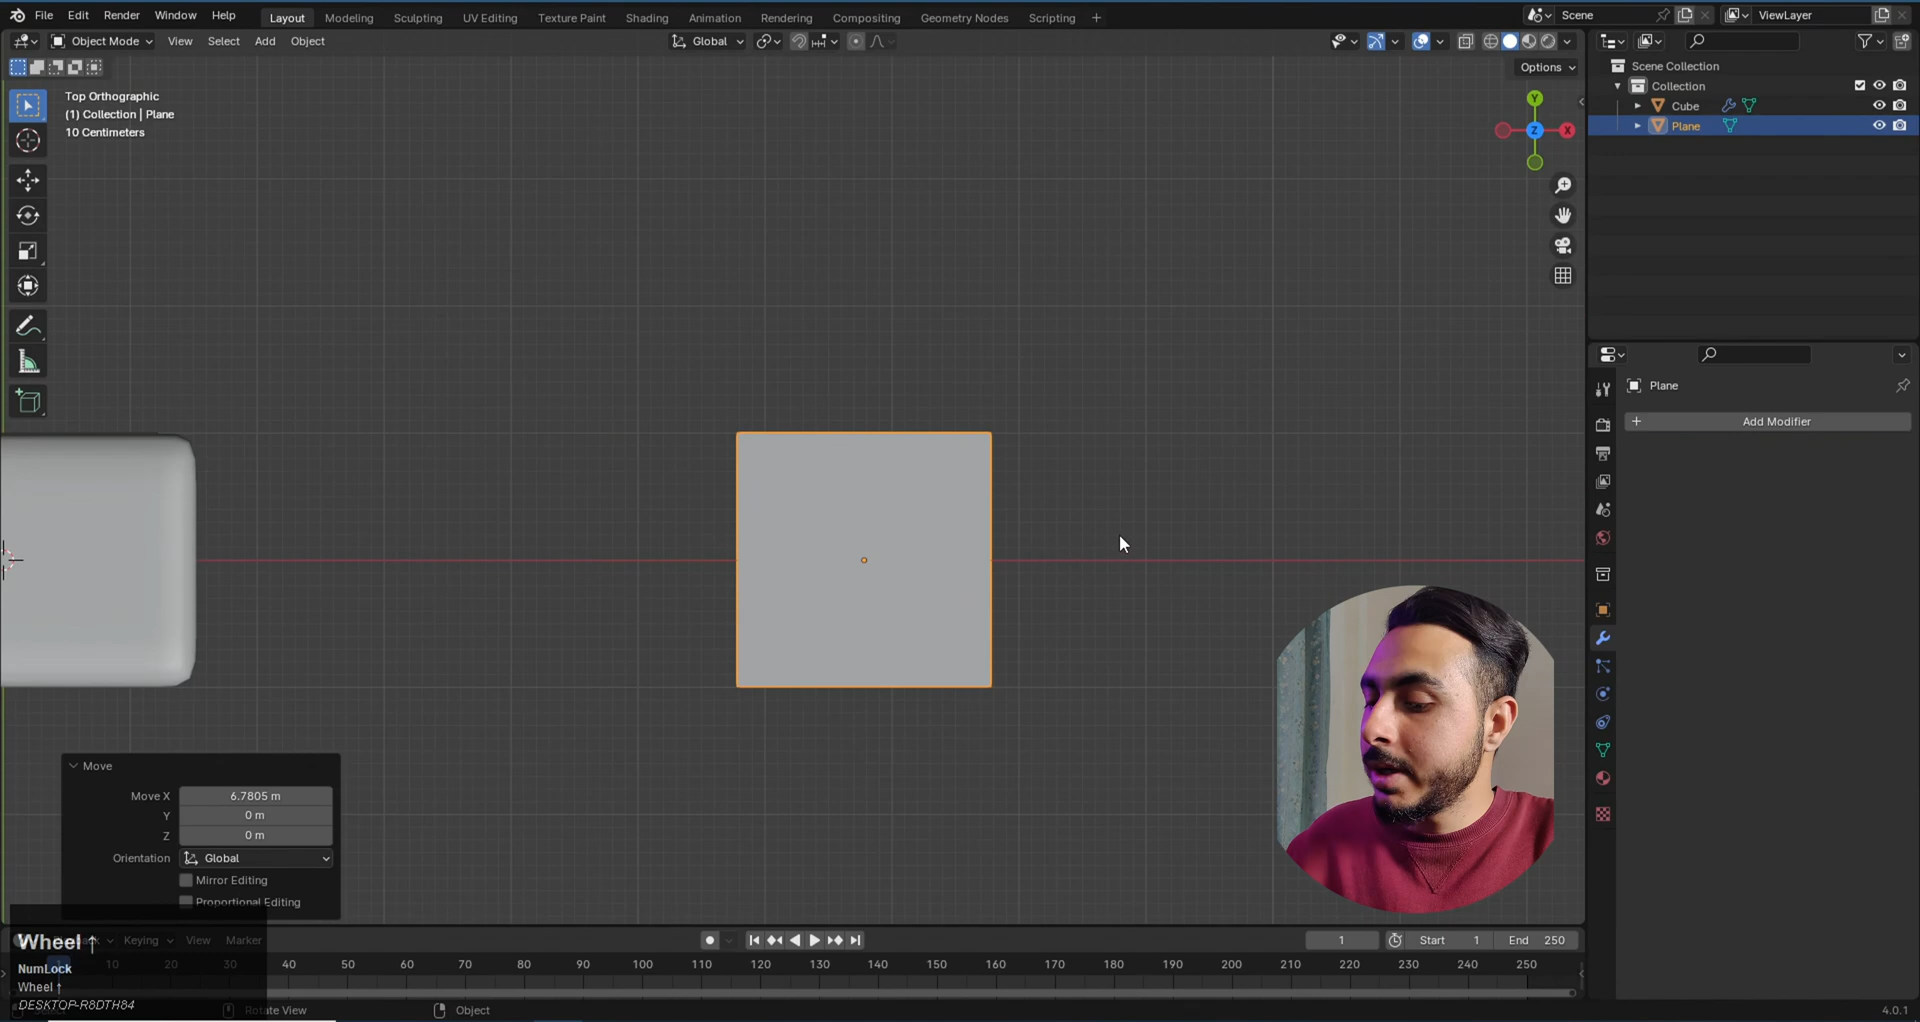 File Edit Render Window Help Layout Modeling Sculpting UV Editing Texture Paint Shading Animation Rendering Compositing Geometry Nodes Scripting + Scene ViewLayer
Object Mode View Select Add Object Global
Options
Top Orthographic
(1) Collection | Plane
10 Centimeters
Y
Z X
Scene Collection
Collection
Cube
Plane
Plane
+ Add Modifier
Move
Move X 6.7805 m
Y 0 m
Z 0 m
Orientation Global
Mirror Editing
Proportional Editing
Wheel ↑
Keying View Marker
1 Start 1 End 250
NumLock
Wheel ↑
DESKTOP-R8DTH84
10 20 30 40 50 60 70 80 90 100 110 120 130 140 150 160 170 180 190 200 210 220 230 240 250
Rotate View Object 4.0.1